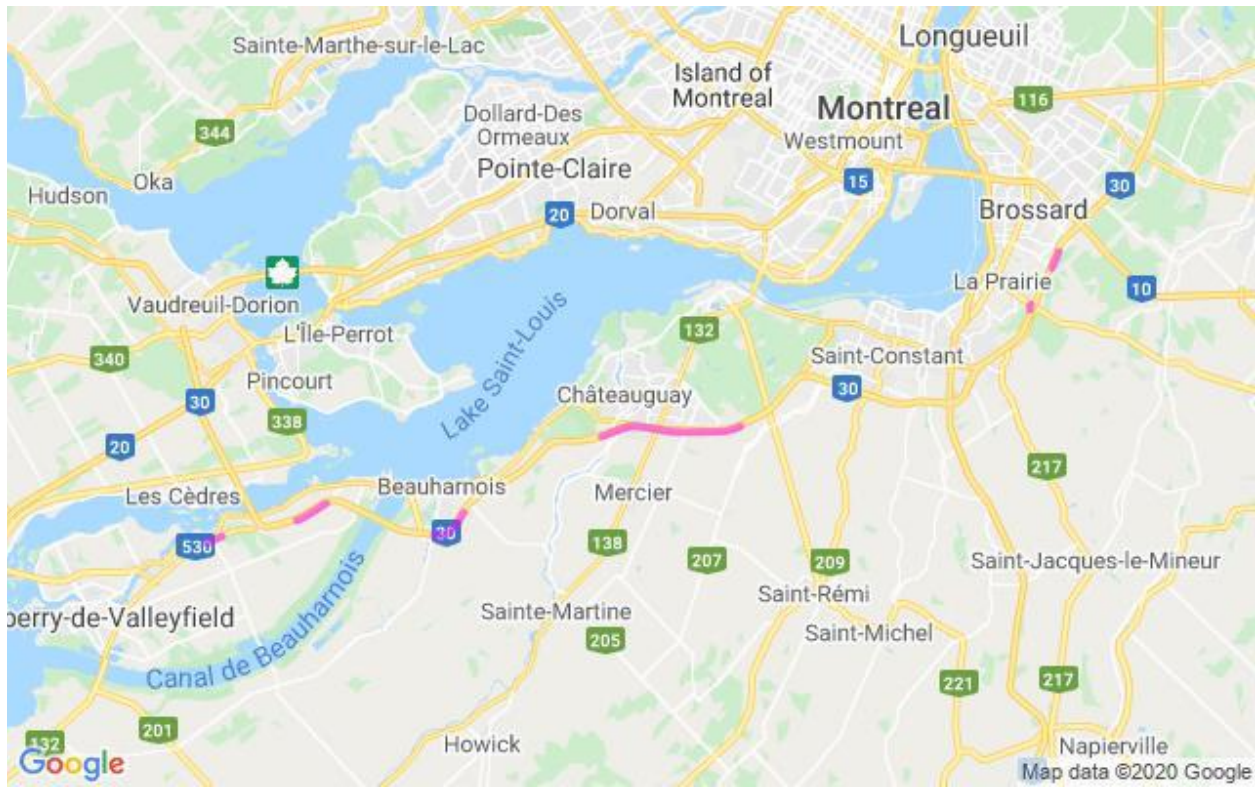 Sainte-Marthe-sur-le-Lac
Longueuil
Island of
Montreal
116
Dollard-Des
Ormeaux
Montreal
344
Westmount
Pointe-Claire
Oka
15
30
Hudson
20
Dorval
Brossard
La Prairie
10
Vaudreuil-Dorion
L'Île-Perrot
132
340
Saint-Constant
Pincourt
Lake Saint-Louis
Châteauguay
30
30
338
20
217
Les Cèdres
Beauharnois
Mercier
30
530
138
207
209
Saint-Jacques-le-Mineur
Saint-Rémi
perry-de-Valleyfield
Sainte-Martine
Saint-Michel
205
Canal de Beauharnois
221
217
201
132
Howick
Napierville
Google
Map data ©2020 Google